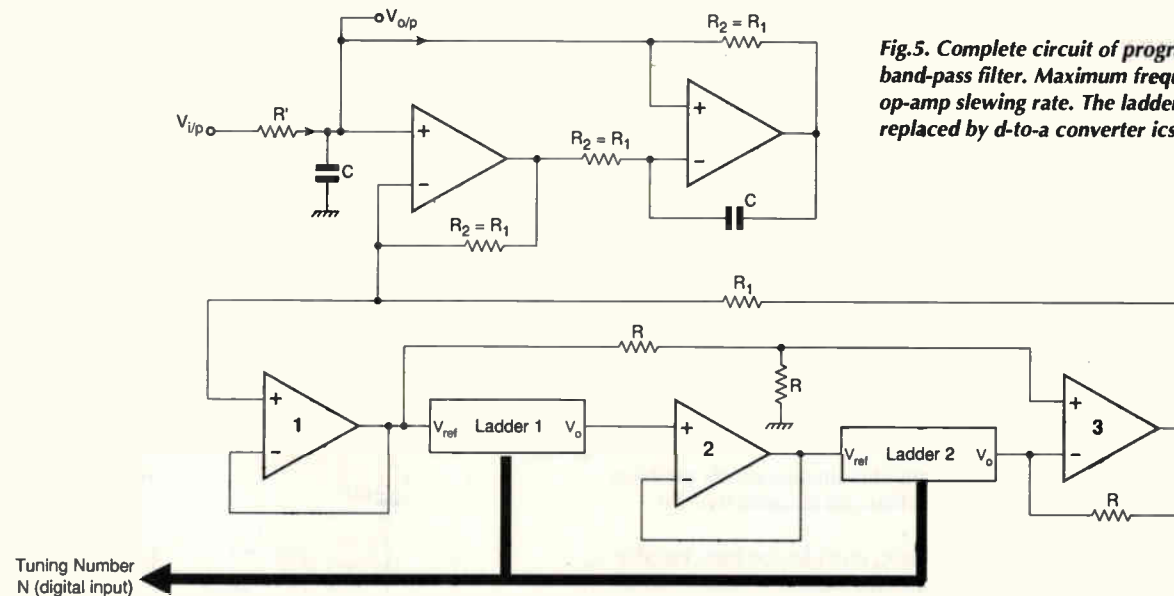 V o/p
R2 = R1
Fig.5. Complete circuit of progr
band-pass filter. Maximum frequ
op-amp slewing rate. The ladder
replaced by d-to-a converter ics
V i/p
R'
+
-
C
R2 = R1
+
-
C
R2 = R1
R1
R
R
+
-
1
Vref Ladder 1 Vo
+
-
2
Vref Ladder 2 Vo
+
-
3
R
Tuning Number
N (digital input)